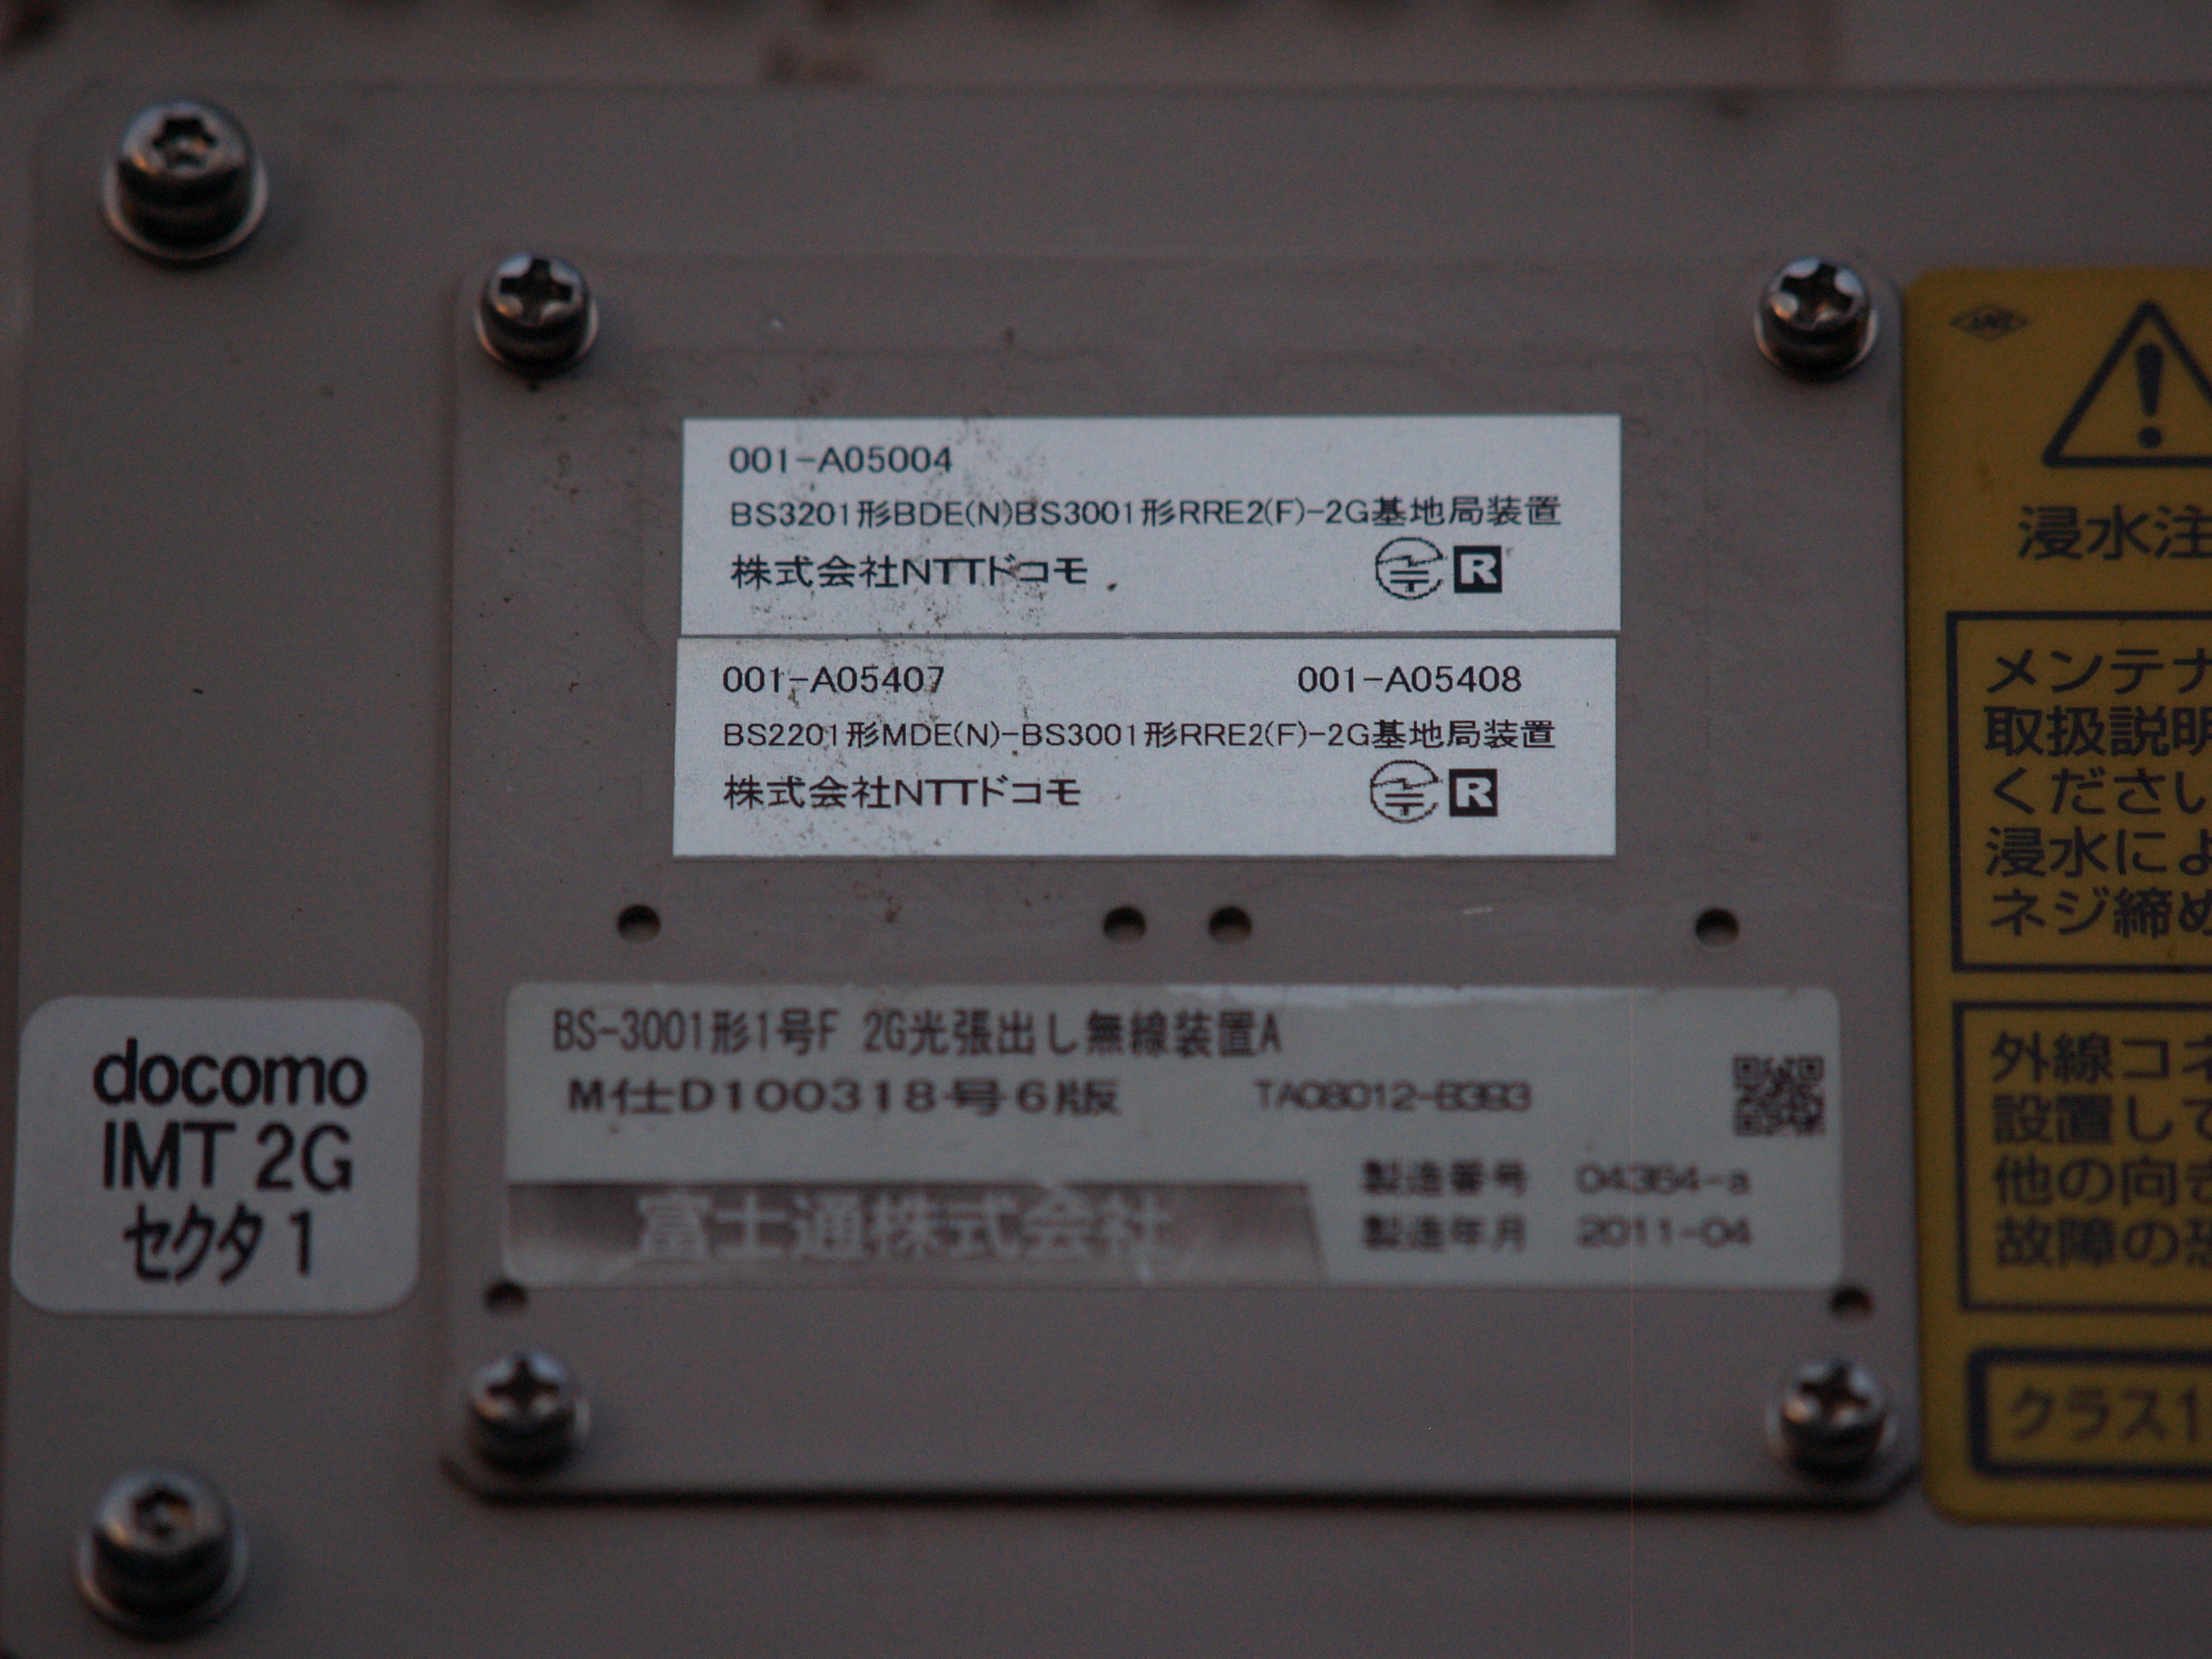 001-A05004
BS3201形BDE(N)BS3001形RRE2(F)-2G基地局装置
株式会社NTTドコモ
R
001-A05407 001-A05408
BS2201形MDE(N)-BS3001形RRE2(F)-2G基地局装置
株式会社NTTドコモ
R
BS-3001形1号F 2G光張出し無線装置A
M仕D100318号6版 TA08012-B393
製造番号 04364-a
製造年月 2011-04
富士通株式会社
docomo
IMT 2G
セクタ 1
浸水注
メンテナ
取扱説明
ください
浸水によ
ネジ締め
外線コネ
設置して
他の向き
故障の恐
クラス1